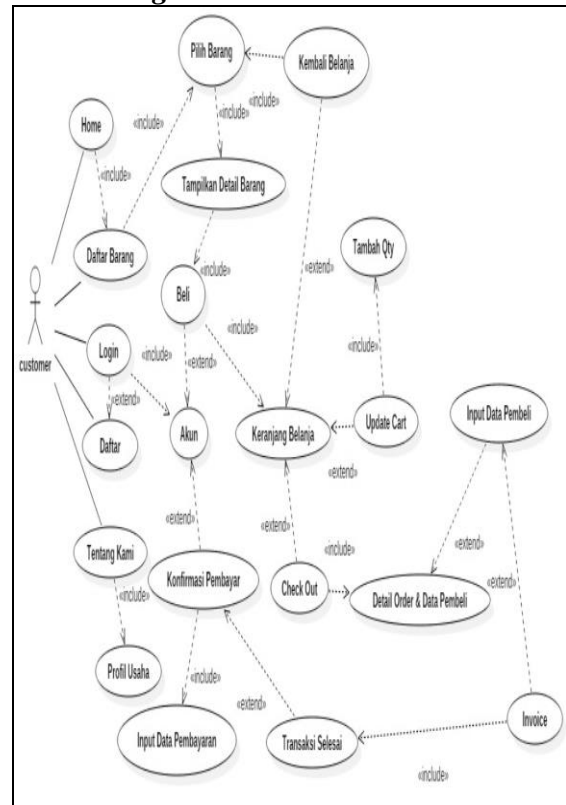 Pilih Barang
Kembali Belanja
«include»
«include»
«include»
Home
«include»
Tampilkan Detail Barang
Daftar Barang
Tambah Qty
«include»
«extend»
Beli
customer
Login
«include»
«extend»
«include»
«include»
«extend»
Daftar
Akun
Keranjang Belanja
Update Cart
Input Data Pembeli
«extend»
«extend»
«extend»
«extend»
«extend»
Tentang Kami
Konfirmasi Pembayar
Check Out
«include»
Detail Order & Data Pembeli
«include»
Profil Usaha
«include»
«extend»
Input Data Pembayaran
Transaksi Selesai
Invoice
«include»